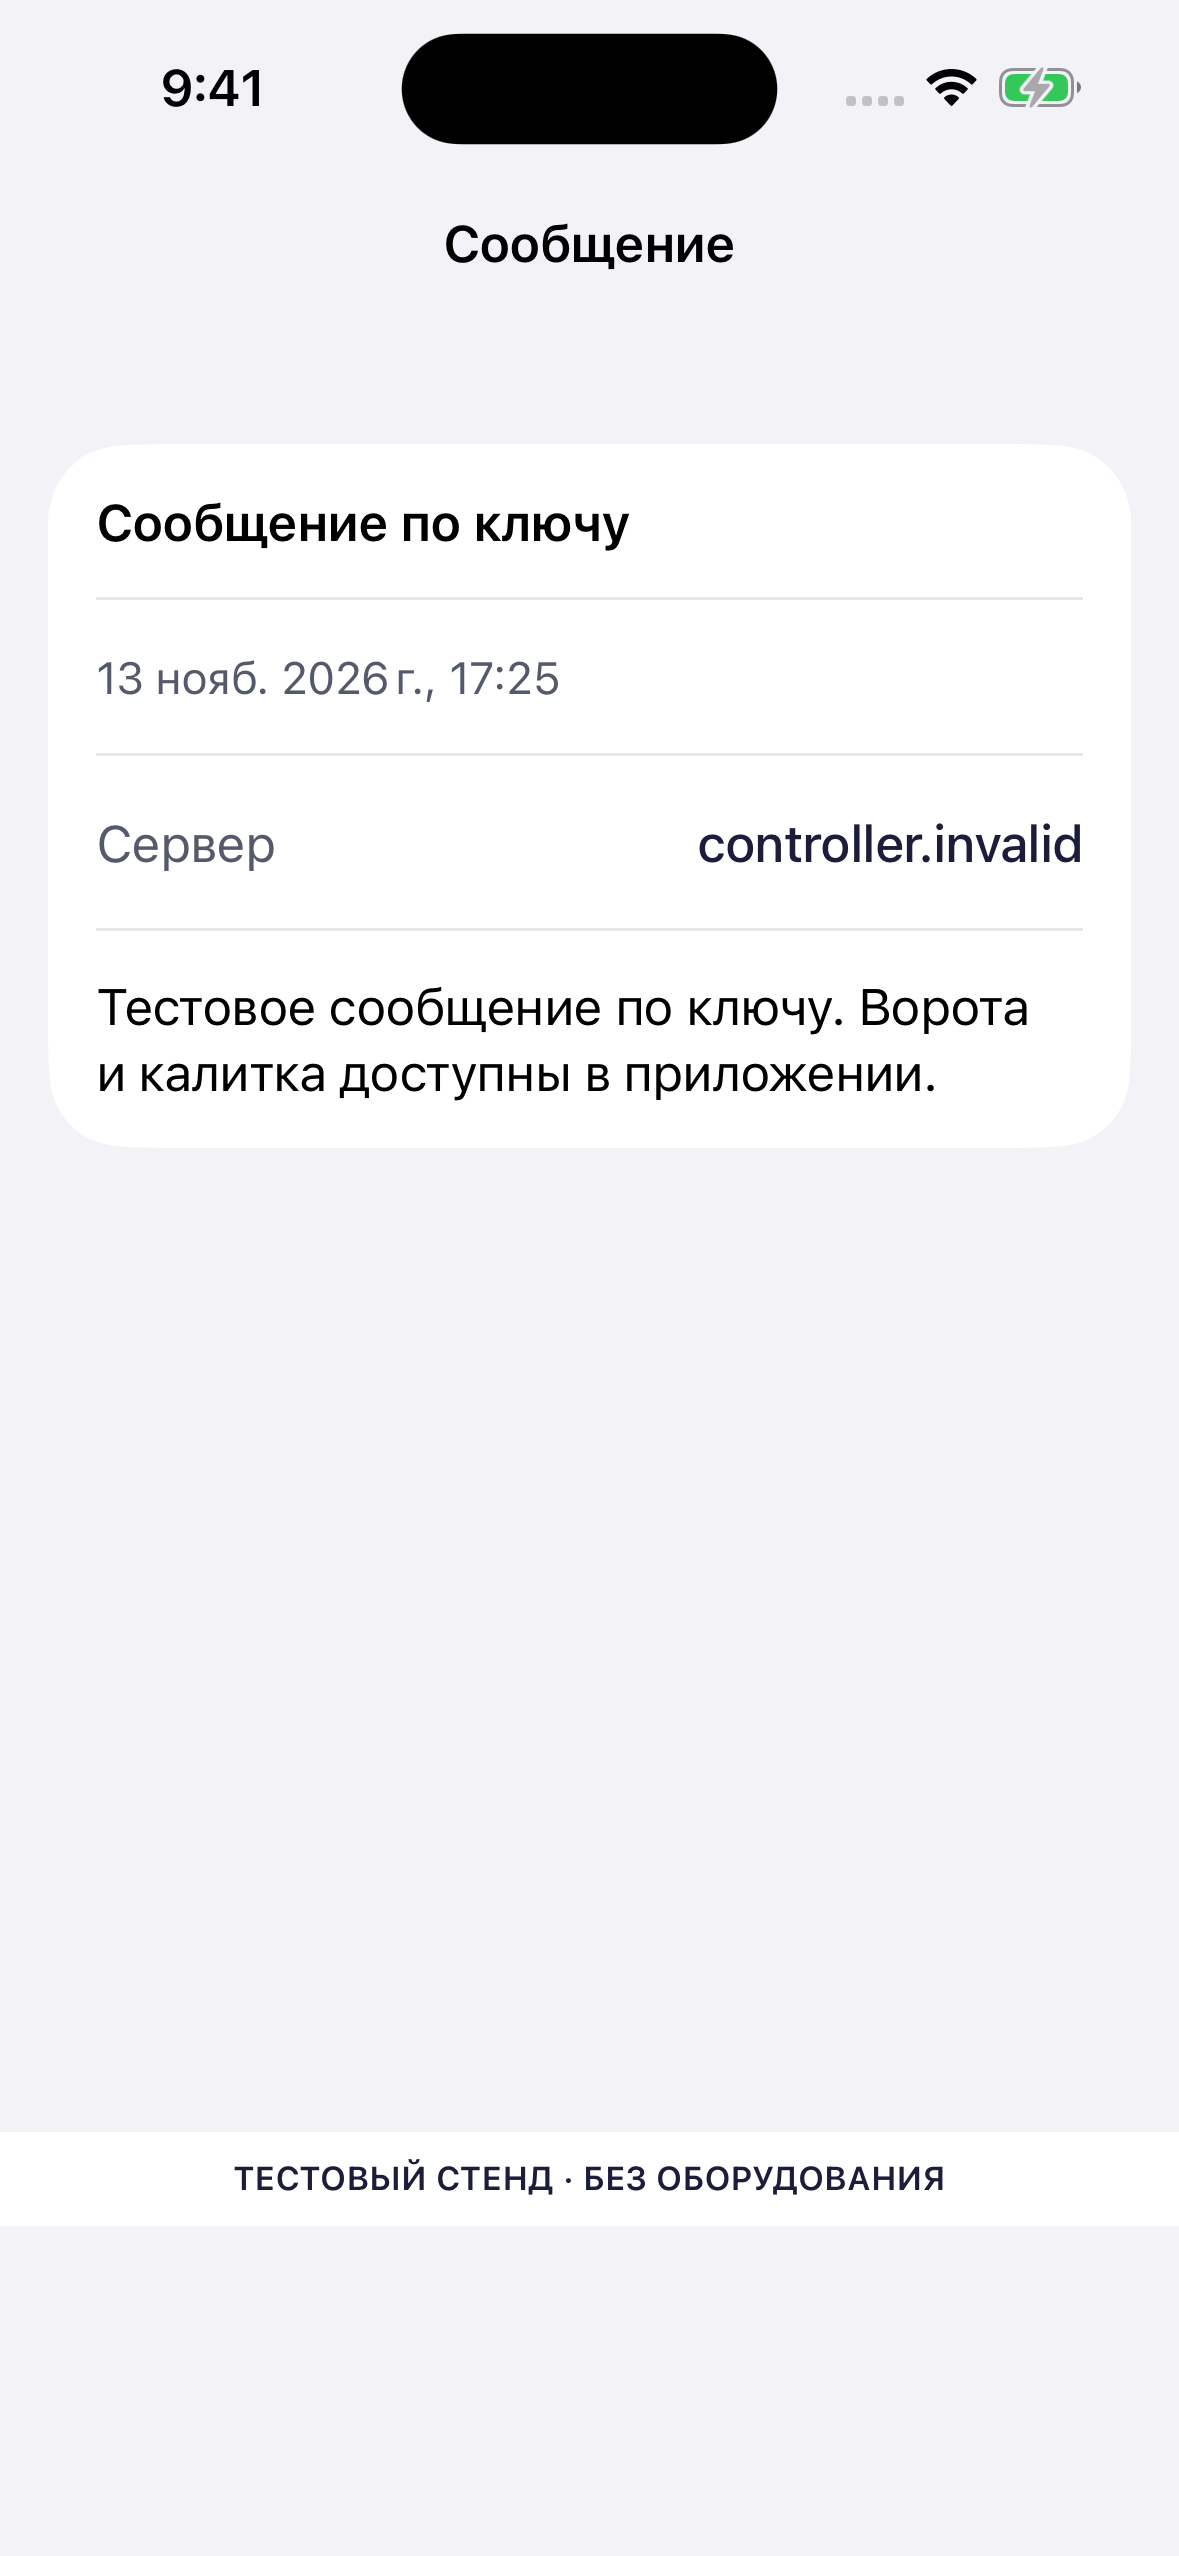 9:41
Сообщение
Сообщение по ключу
13 нояб. 2026 г., 17:25
Сервер controller.invalid
Тестовое сообщение по ключу. Ворота
и калитка доступны в приложении.
ТЕСТОВЫЙ СТЕНД · БЕЗ ОБОРУДОВАНИЯ